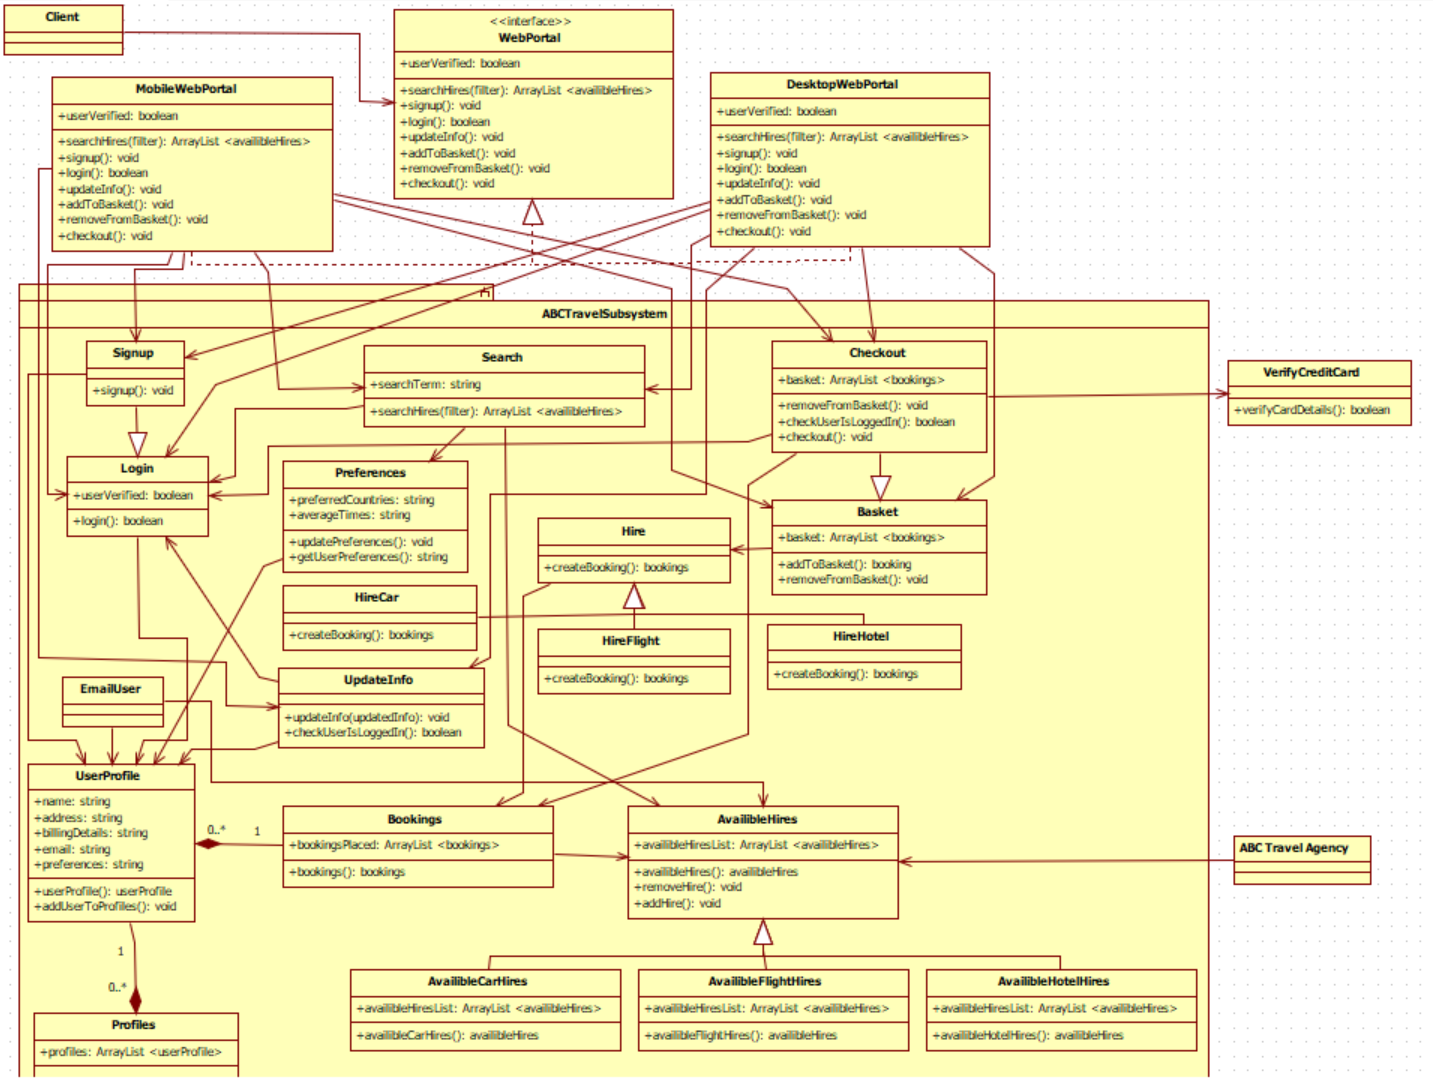 Client
<<interface>>
WebPortal
+userVerified: boolean
+searchHires(filter): ArrayList <availibleHires>
+signup(): void
+login(): boolean
+updateInfo(): void
+addToBasket(): void
+removeFromBasket(): void
+checkout(): void
MobileWebPortal
+userVerified: boolean
+searchHires(filter): ArrayList <availibleHires>
+signup(): void
+login(): boolean
+updateInfo(): void
+addToBasket(): void
+removeFromBasket(): void
+checkout(): void
DesktopWebPortal
+userVerified: boolean
+searchHires(filter): ArrayList <availibleHires>
+signup(): void
+login(): boolean
+updateInfo(): void
+addToBasket(): void
+removeFromBasket(): void
+checkout(): void
ABCTravelSubsystem
Signup
+signup(): void
Search
+searchTerm: string
+searchHires(filter): ArrayList <availibleHires>
Checkout
+basket: ArrayList <bookings>
+removeFromBasket(): void
+checkUserIsLoggedIn(): boolean
+checkout(): void
VerifyCreditCard
+verifyCardDetails(): boolean
Login
+userVerified: boolean
+login(): boolean
Preferences
+preferredCountries: string
+averageTimes: string
+updatePreferences(): void
+getUserPreferences(): string
Hire
+createBooking(): bookings
Basket
+basket: ArrayList <bookings>
+addToBasket(): booking
+removeFromBasket(): void
HireCar
+createBooking(): bookings
HireFlight
+createBooking(): bookings
HireHotel
+createBooking(): bookings
EmailUser
UpdateInfo
+updateInfo(updatedInfo): void
+checkUserIsLoggedIn(): boolean
UserProfile
+name: string
+address: string
+billingDetails: string
+email: string
+preferences: string
+userProfile(): userProfile
+addUserToProfiles(): void
0..*
1
Bookings
+bookingsPlaced: ArrayList <bookings>
+bookings(): bookings
AvailibleHires
+availibleHiresList: ArrayList <availibleHires>
+availibleHires(): availibleHires
+removeHire(): void
+addHire(): void
ABC Travel Agency
1
0..*
AvailibleCarHires
+availibleHiresList: ArrayList <availibleHires>
+availibleCarHires(): availibleHires
AvailibleFlightHires
+availibleHiresList: ArrayList <availibleHires>
+availibleFlightHires(): availibleHires
AvailibleHotelHires
+availibleHiresList: ArrayList <availibleHires>
+availibleHotelHires(): availibleHires
Profiles
+profiles: ArrayList <userProfile>